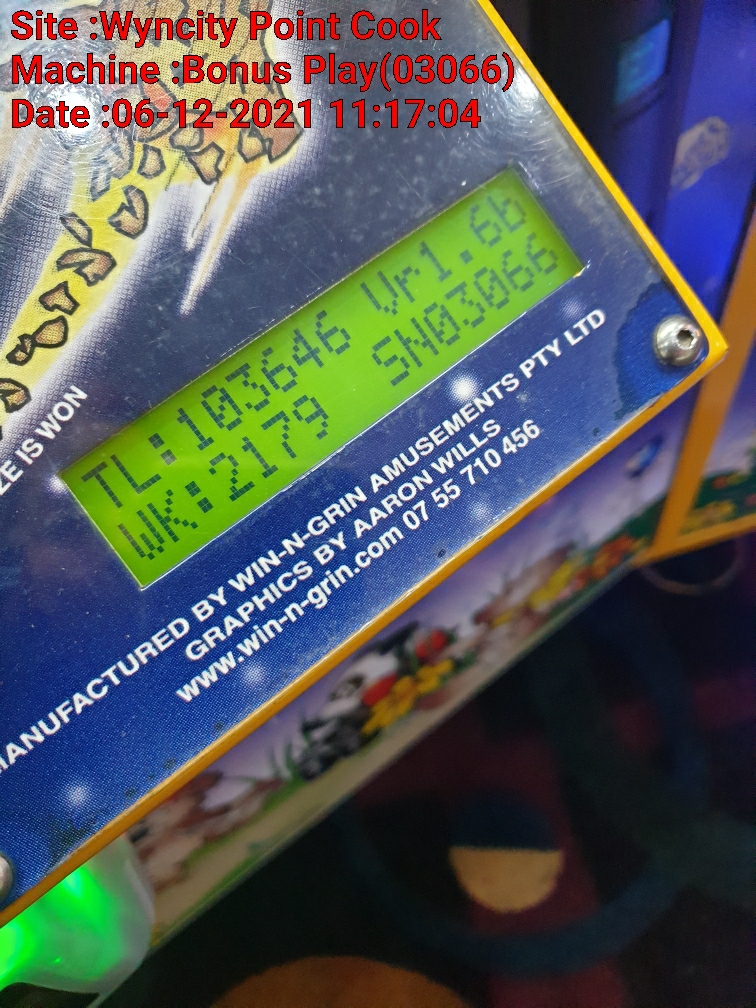 Site :Wyncity Point Cook
Machine :Bonus Play(03066)
Date :06-12-2021 11:17:04
TL:103646 Vr1.6b
WK:2179 SN03066
ZE IS WON
MANUFACTURED BY WIN-N-GRIN AMUSEMENTS PTY LTD
GRAPHICS BY AARON WILLS
www.win-n-grin.com 07 55 710 456